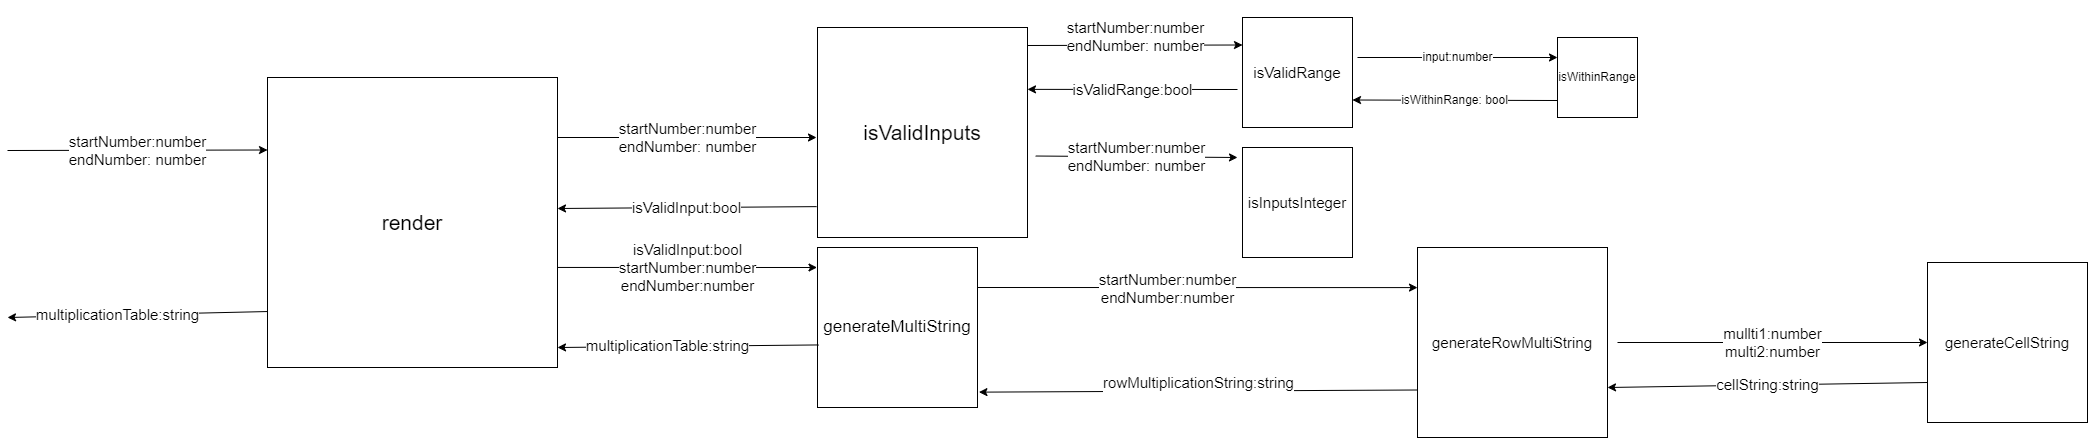 startNumber:number
endNumber: number
multiplicationTable:string
render
startNumber:number
endNumber: number
isValidInput:bool
isValidInput:bool
startNumber:number
endNumber:number
multiplicationTable:string
isValidInputs
startNumber:number
endNumber: number
isValidRange:bool
startNumber:number
endNumber: number
isValidRange
input:number
isWithinRange: bool
isWithinRange
isInputsInteger
generateMultiString
startNumber:number
endNumber:number
rowMultiplicationString:string
generateRowMultiString
mullti1:number
multi2:number
cellString:string
generateCellString